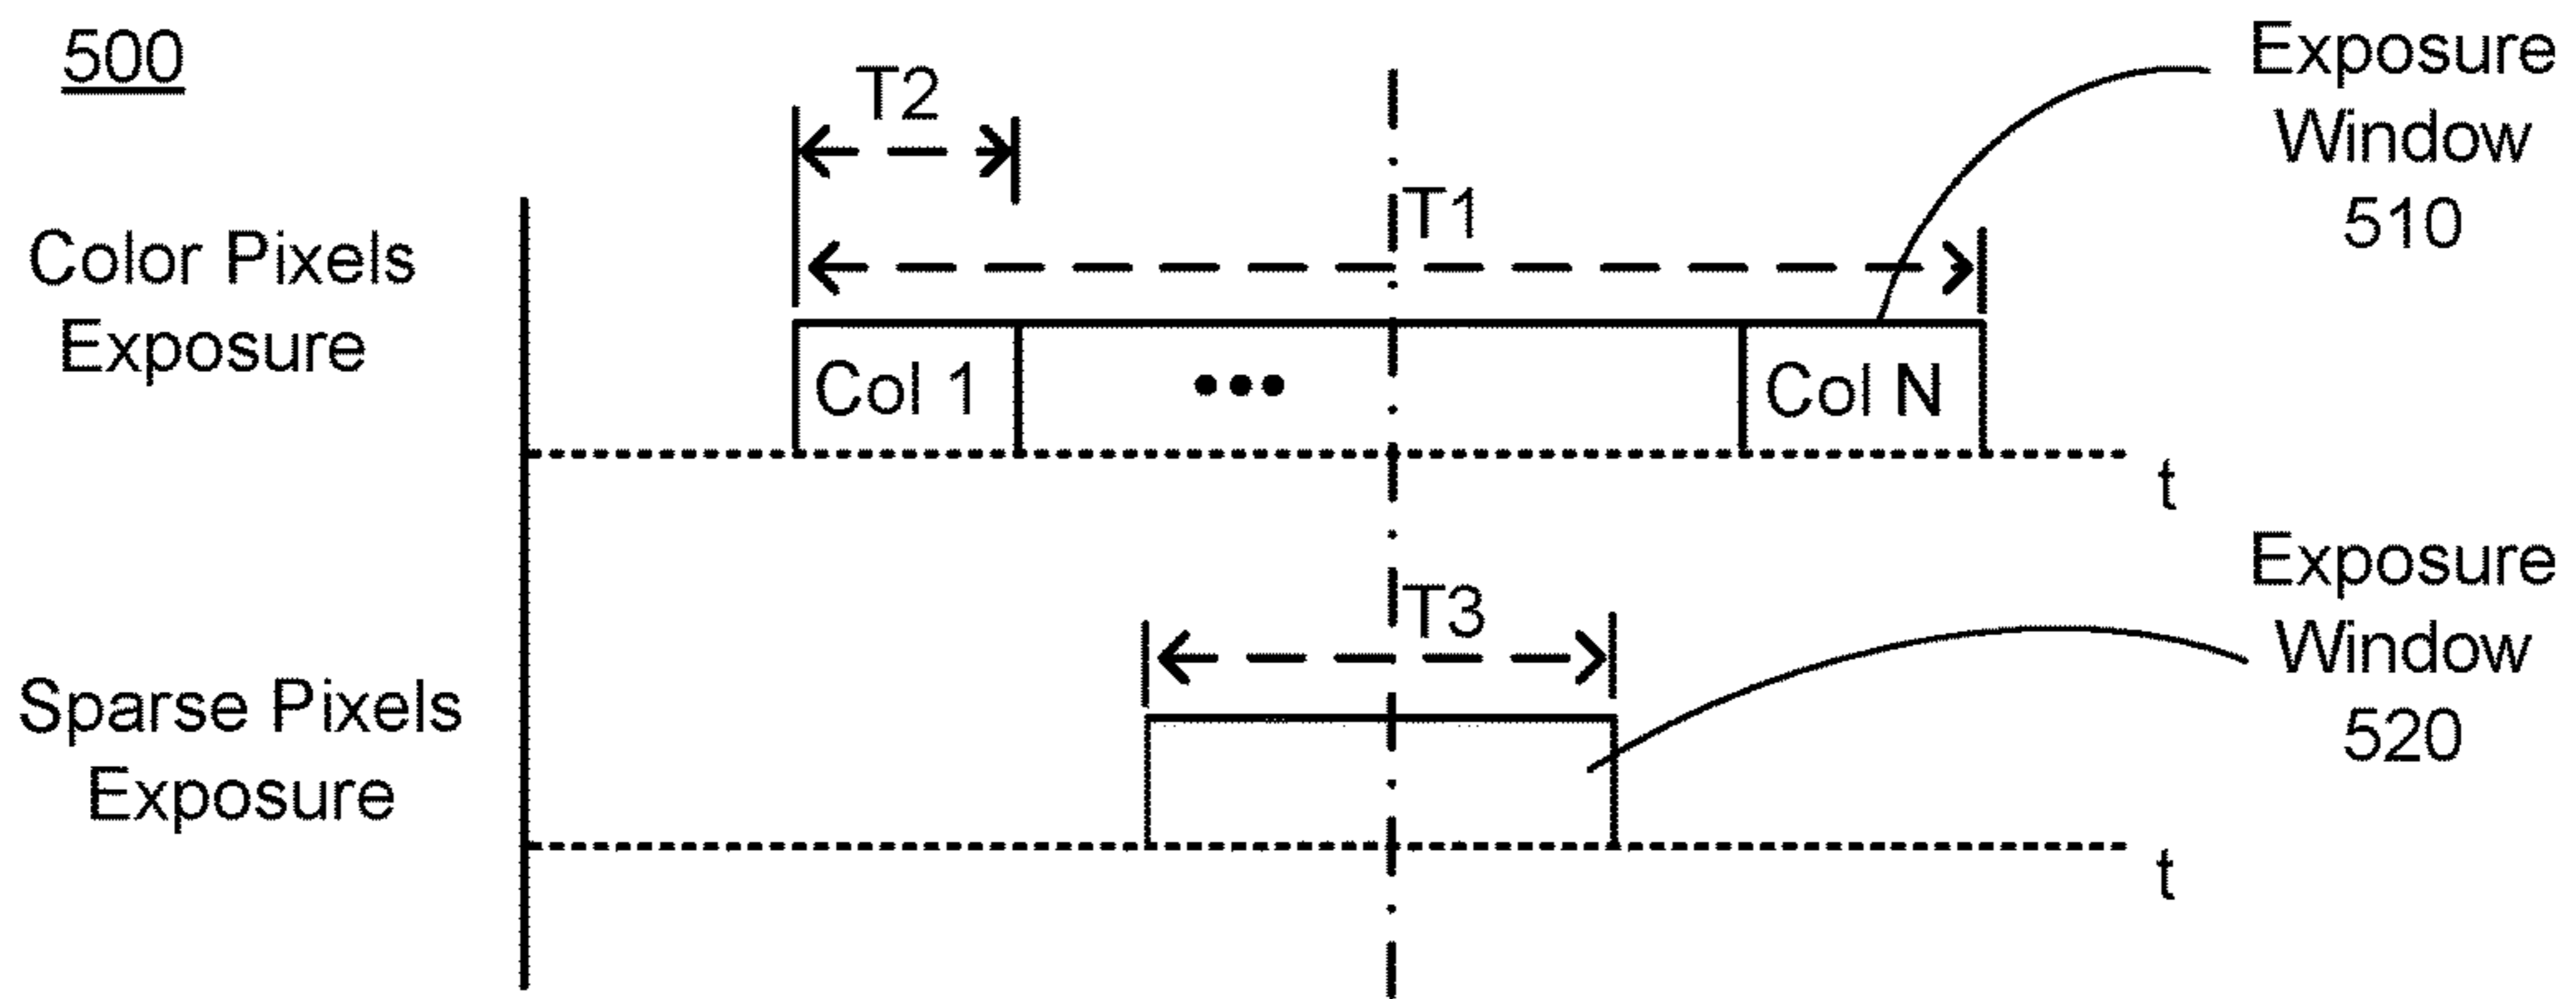 500
T2
Exposure
Window
510
T1
Color Pixels
Exposure
Col 1
•••
Col N
t
Exposure
Window
520
T3
Sparse Pixels
Exposure
t